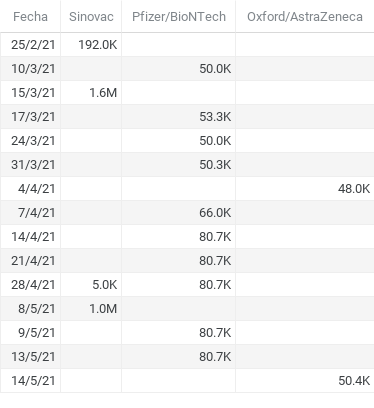 Fecha Sinovac Pfizer/BioNTech Oxford/AstraZeneca
25/2/21 192.0K
10/3/21 50.0K
15/3/21 1.6M
17/3/21 53.3K
24/3/21 50.0K
31/3/21 50.3K
4/4/21 48.0K
7/4/21 66.0K
14/4/21 80.7K
21/4/21 80.7K
28/4/21 5.0K 80.7K
8/5/21 1.0M
9/5/21 80.7K
13/5/21 80.7K
14/5/21 50.4K